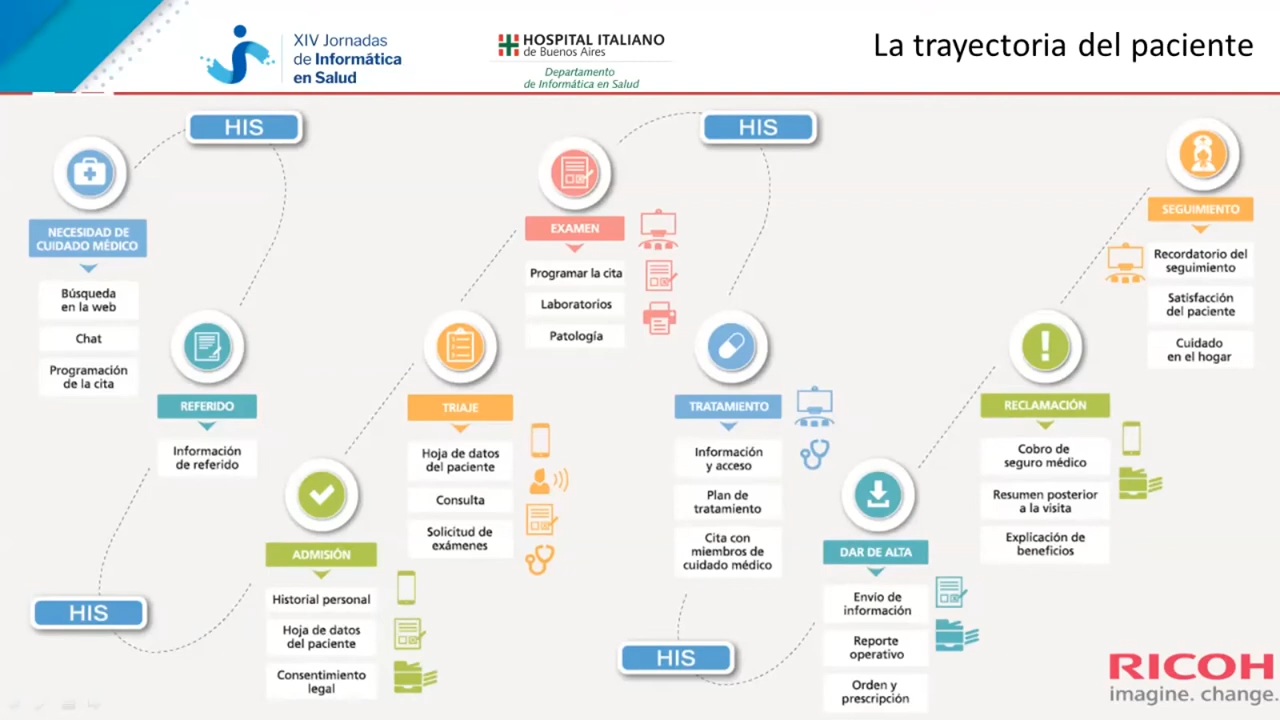 XIV Jornadas
de Informática
en Salud
HOSPITAL ITALIANO
de Buenos Aires
Departamento
de Informática en Salud
La trayectoria del paciente
HIS
NECESIDAD DE
CUIDADO MÉDICO
Búsqueda
en la web
Chat
Programación
de la cita
REFERIDO
Información
de referido
HIS
ADMISIÓN
Historial personal
Hoja de datos
del paciente
Consentimiento
legal
TRIAJE
Hoja de datos
del paciente
Consulta
Solicitud de
exámenes
EXAMEN
Programar la cita
Laboratorios
Patología
HIS
TRATAMIENTO
Información
y acceso
Plan de
tratamiento
Cita con
miembros de
cuidado médico
HIS
DAR DE ALTA
Envío de
información
Reporte
operativo
Orden y
prescripción
RECLAMACIÓN
Cobro de
seguro médico
Resumen posterior
a la visita
Explicación de
beneficios
SEGUIMIENTO
Recordatorio del
seguimiento
Satisfacción
del paciente
Cuidado
en el hogar
RICOH
imagine. change.